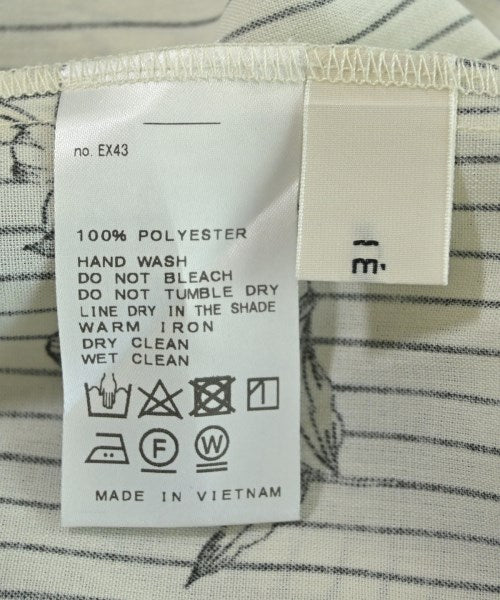 no. EX43
100% POLYESTER
HAND WASH
DO NOT BLEACH
DO NOT TUMBLE DRY
LINE DRY IN THE SHADE
WARM IRON
DRY CLEAN
WET CLEAN
F
W
MADE IN VIETNAM